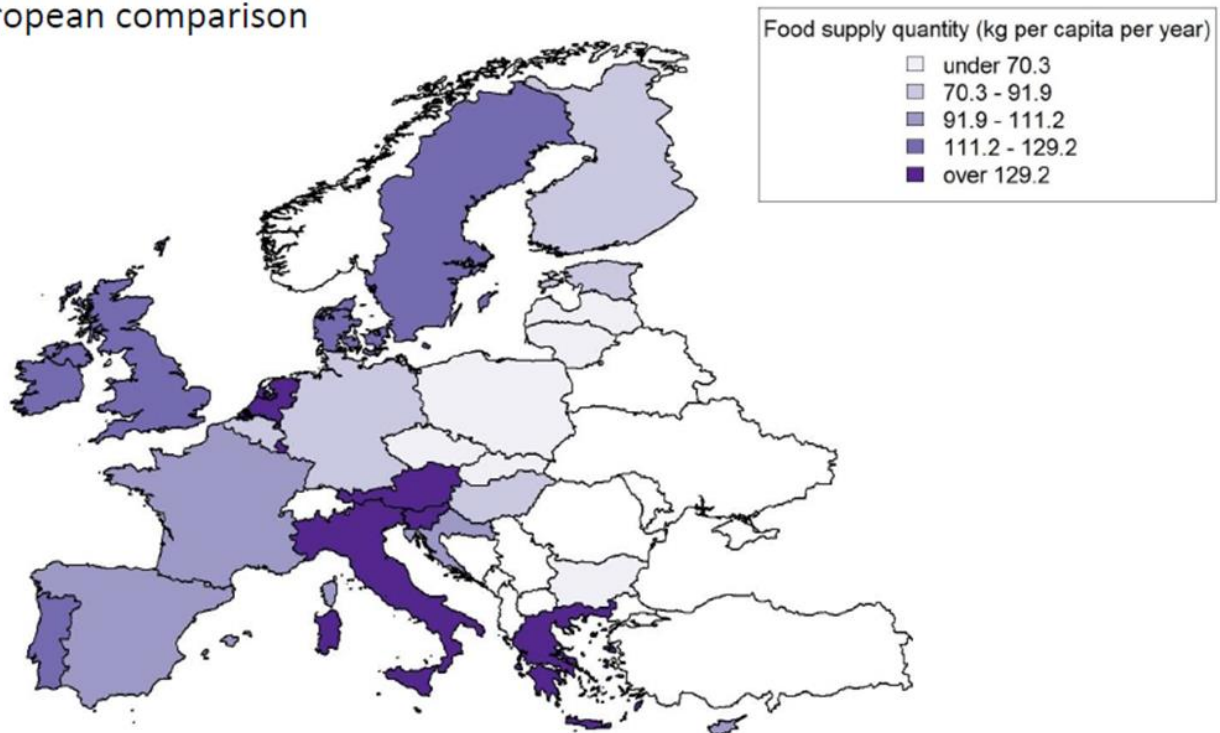 ropean comparison
Food supply quantity (kg per capita per year)
under 70.3
70.3 - 91.9
91.9 - 111.2
111.2 - 129.2
over 129.2